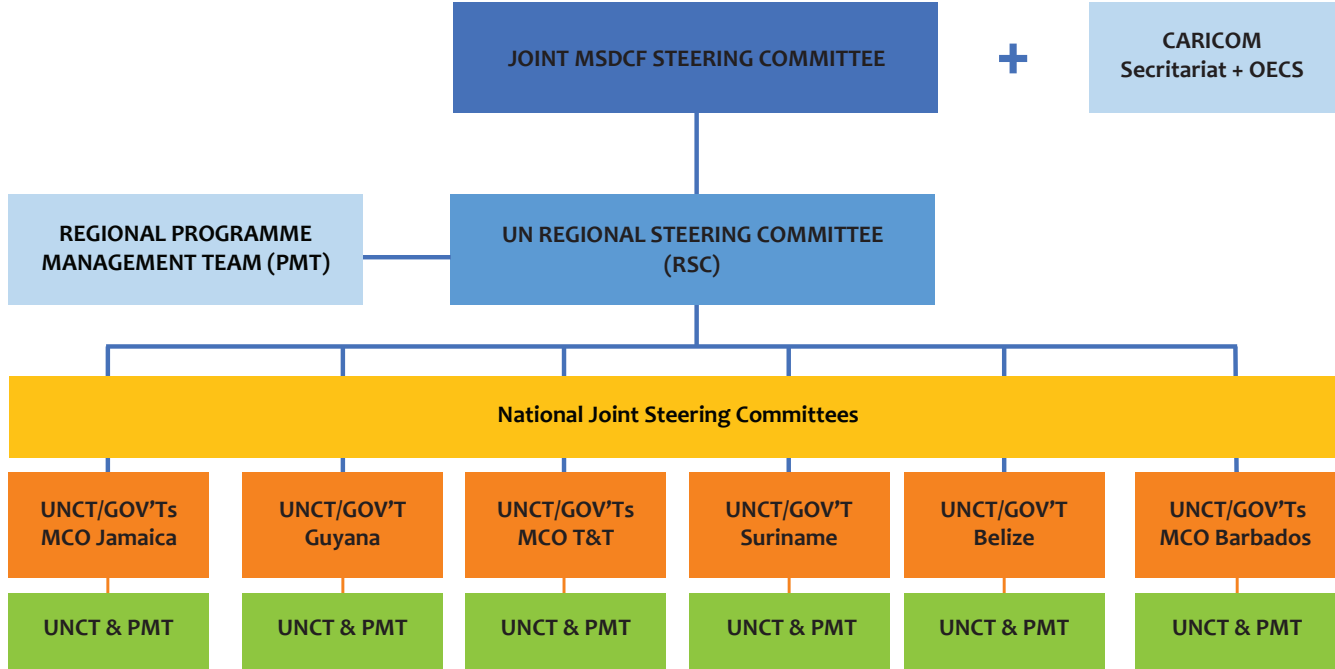 JOINT MSDCF STEERING COMMITTEE
+
CARICOM
Secritariat + OECS
REGIONAL PROGRAMME
MANAGEMENT TEAM (PMT)
UN REGIONAL STEERING COMMITTEE
(RSC)
National Joint Steering Committees
UNCT/GOV’Ts
MCO Jamaica
UNCT/GOV’T
Guyana
UNCT/GOV’Ts
MCO T&T
UNCT/GOV’T
Suriname
UNCT/GOV’T
Belize
UNCT/GOV’Ts
MCO Barbados
UNCT & PMT
UNCT & PMT
UNCT & PMT
UNCT & PMT
UNCT & PMT
UNCT & PMT